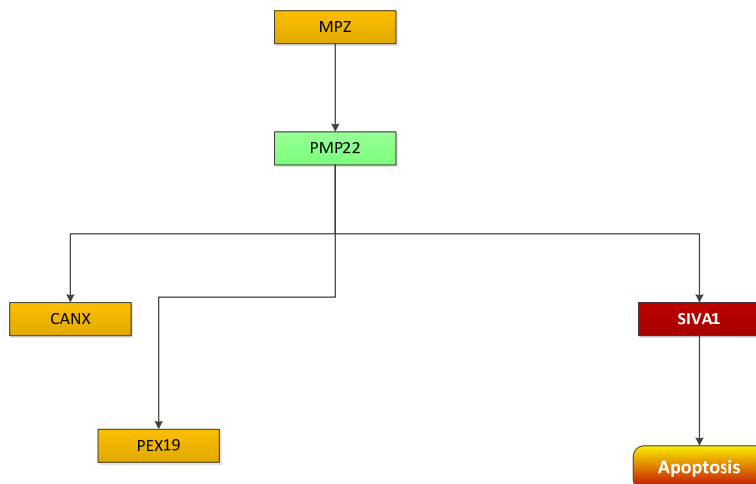 MPZ
PMP22
CANX
SIVA1
PEX19
Apoptosis